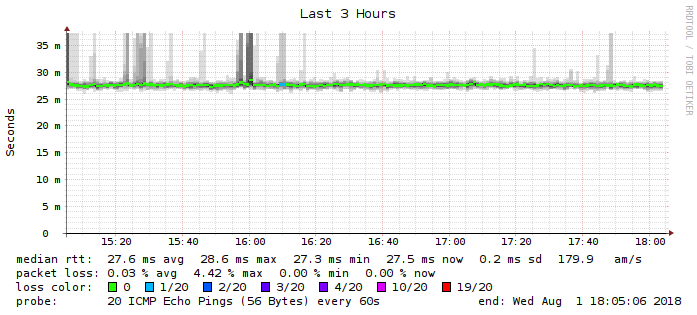 Last 3 Hours
RRDTOOL / TOBI OETIKER
Seconds
35 m
30 m
25 m
20 m
15 m
10 m
5 m
0
15:20 15:40 16:00 16:20 16:40 17:00 17:20 17:40 18:00
median rtt: 27.6 ms avg 28.6 ms max 27.3 ms min 27.5 ms now 0.2 ms sd 179.9 am/s
packet loss: 0.03 % avg 4.42 % max 0.00 % min 0.00 % now
loss color: 0 1/20 2/20 3/20 4/20 10/20 19/20
probe: 20 ICMP Echo Pings (56 Bytes) every 60s end: Wed Aug 1 18:05:06 2018